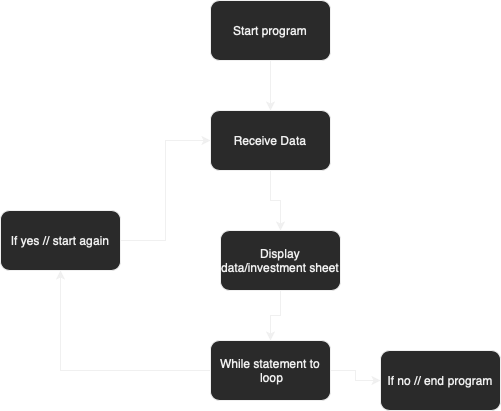 Start program
Receive Data
If yes // start again
Display
data/investment sheet
While statement to
loop
If no // end program